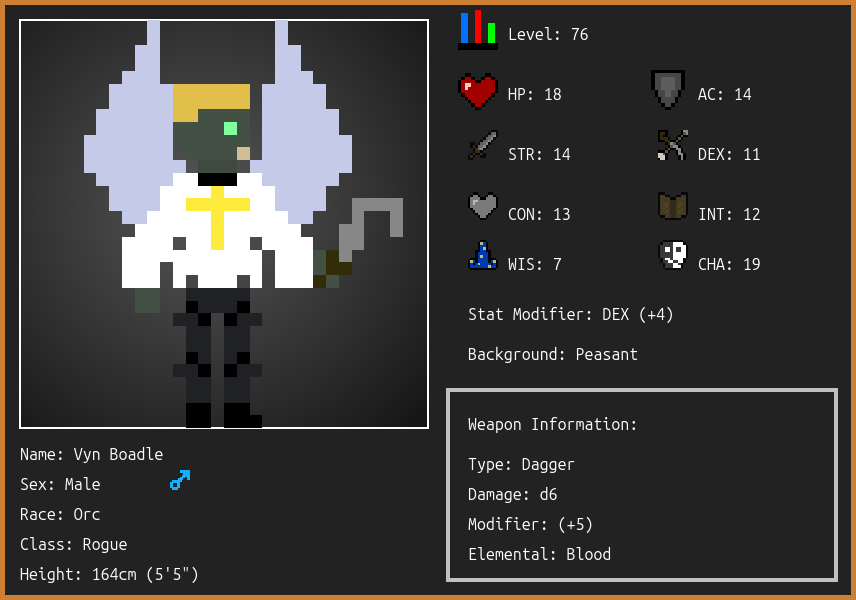 Level: 76
HP: 18
AC: 14
STR: 14
DEX: 11
CON: 13
INT: 12
WIS: 7
CHA: 19
Stat Modifier: DEX (+4)
Background: Peasant
Weapon Information:
Type: Dagger
Damage: d6
Modifier: (+5)
Elemental: Blood
Name: Vyn Boadle
Sex: Male
Race: Orc
Class: Rogue
Height: 164cm (5'5")